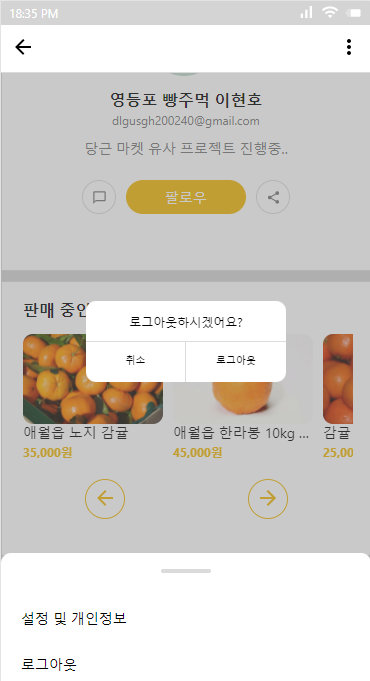 18:35 PM
영등포 빵주먹 이현호
dlgusgh200240@gmail.com
당근 마켓 유사 프로젝트 진행중..
팔로우
판매 중인
로그아웃하시겠어요?
취소
로그아웃
애월읍 노지 감귤
애월읍 한라봉 10kg ...
감귤
35,000원
45,000원
25,00
설정 및 개인정보
로그아웃